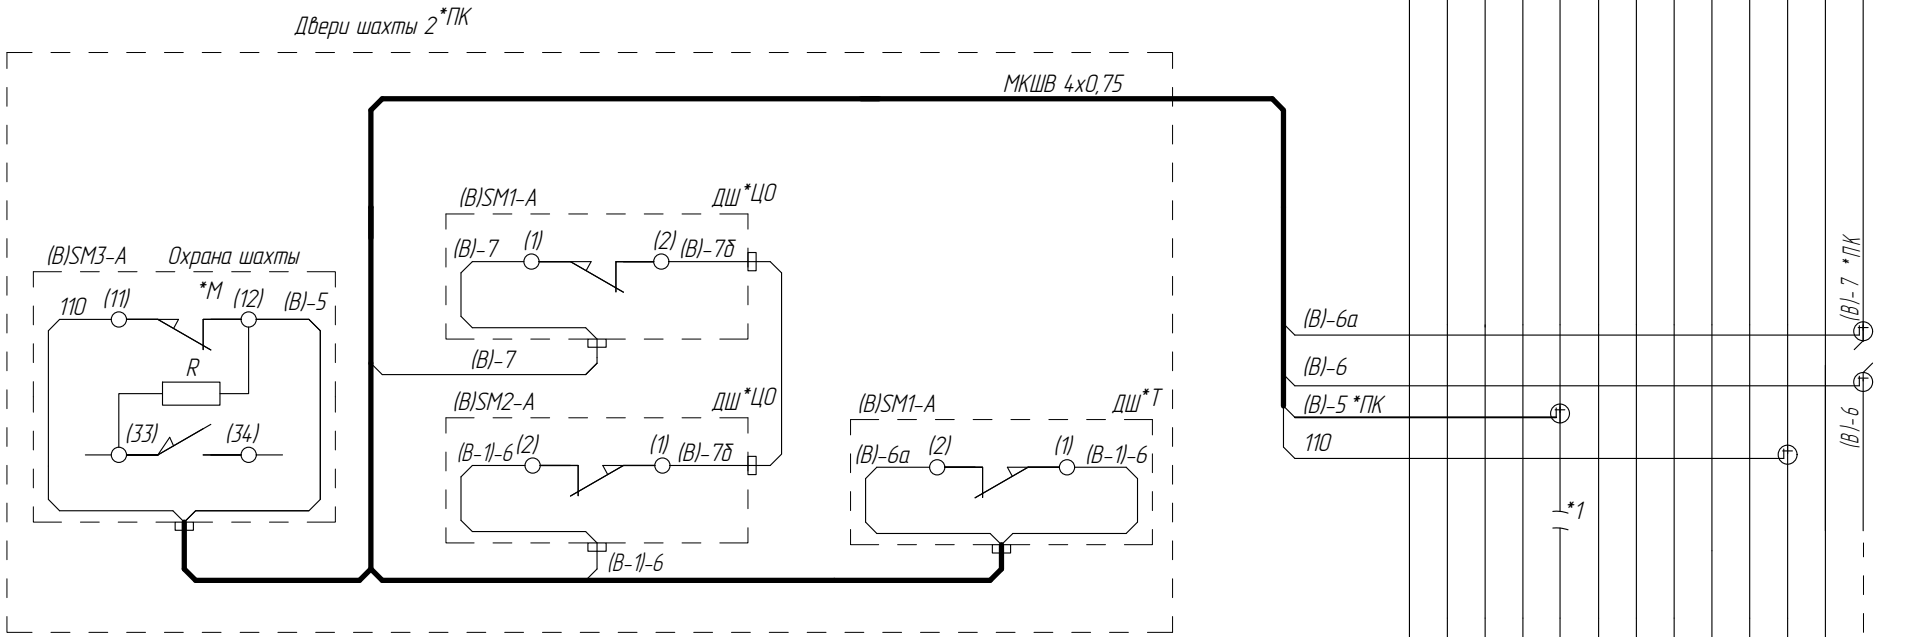 Двери шахты 2*ПК
МКШВ 4х0,75
(В)SM1-А ДШ*ЦО
(В)-7 (1) (2) (В)-7б
(В)SM3-А Охрана шахты
*М
110 (11) (12) (В)-5
R
(33) (34)
(В)-7
(В)SM2-А ДШ*ЦО
(В-1)-6 (2) (1) (В)-7б
(В-1)-6
(В)SM1-А ДШ*Т
(В)-6а (2) (1) (В-1)-6
(В)-6а
(В)-6
(В)-5 *ПК
110
*1
(В)-7 *ПК
(В)-6